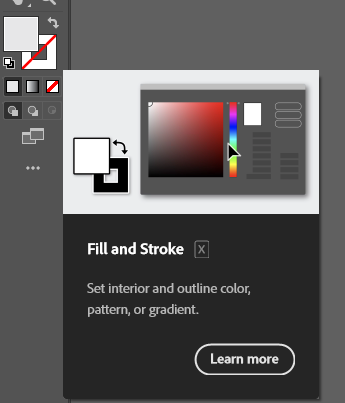 Fill and Stroke X
Set interior and outline color,
pattern, or gradient.
Learn more